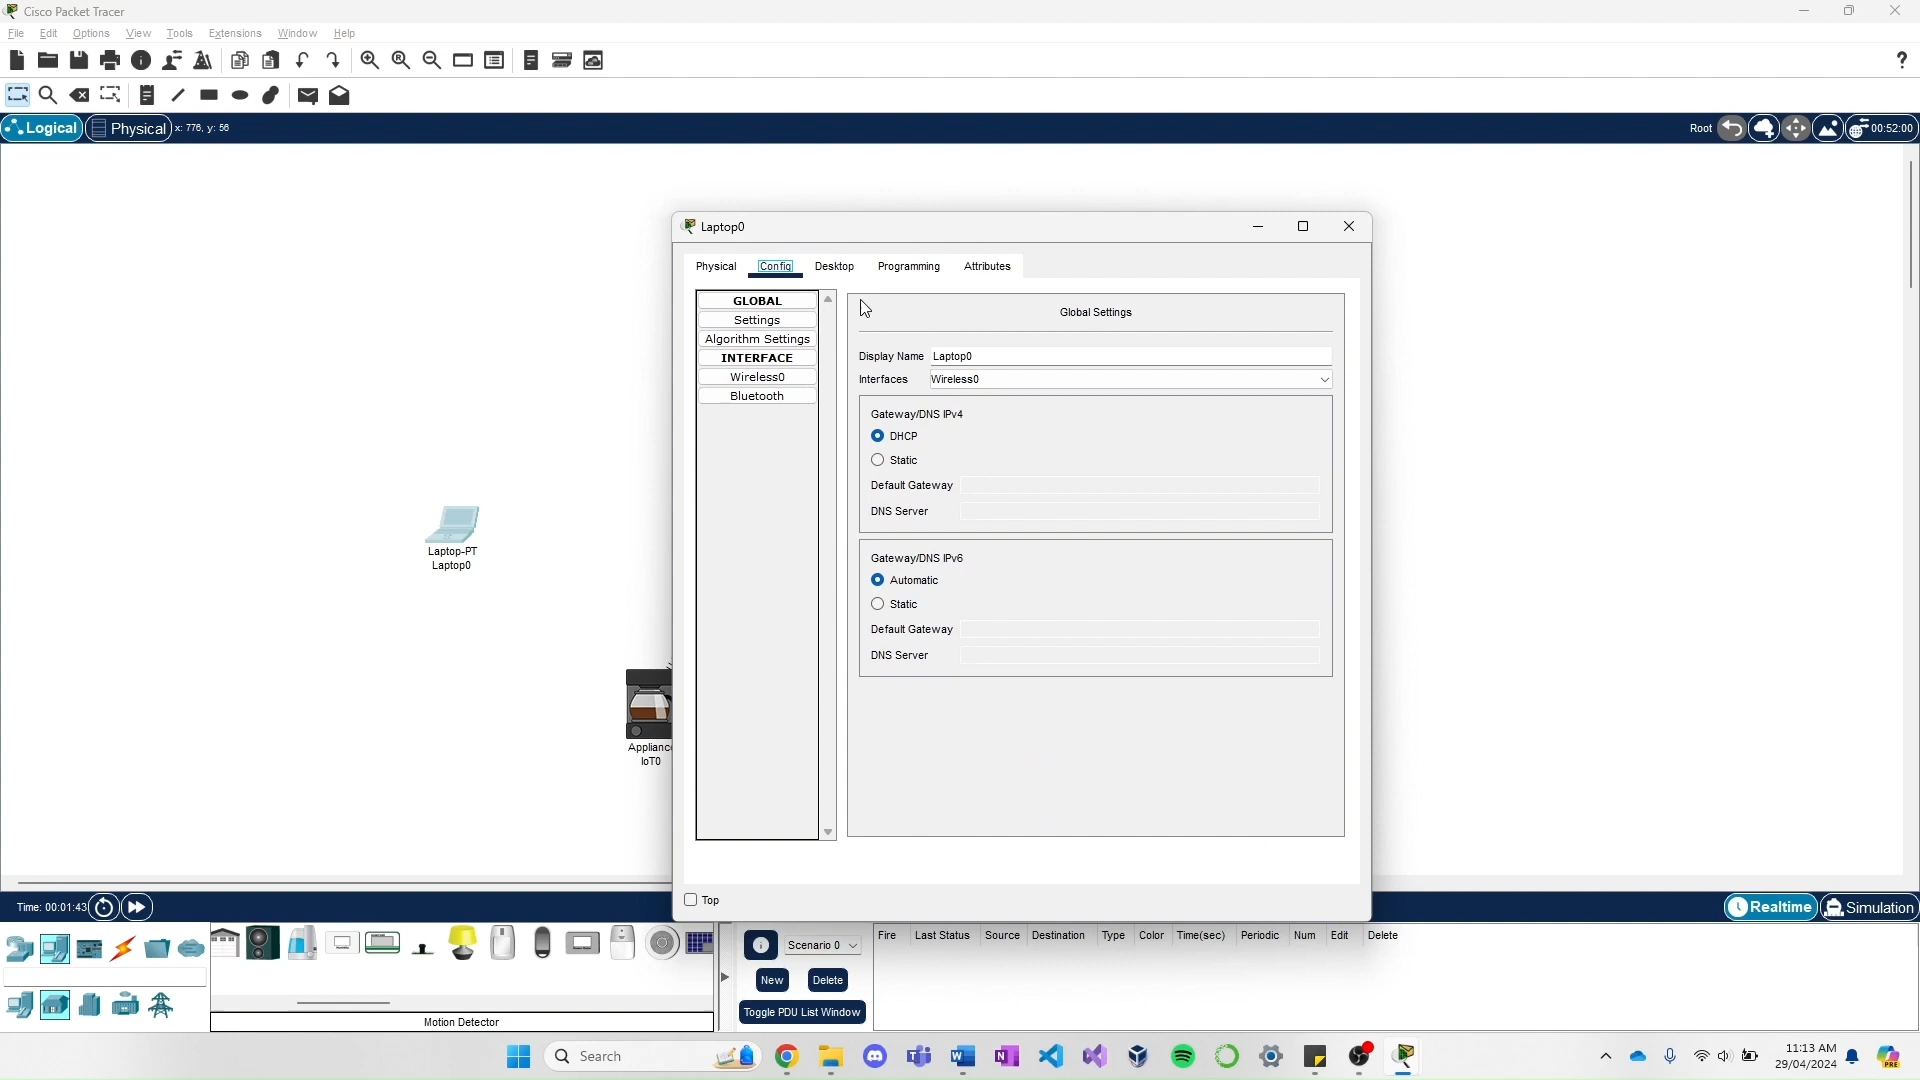 Cisco Packet Tracer
File Edit Options View Tools Extensions Window Help
?
Logical Physical x: 776, y: 56
Root 00:52:00
Laptop0
Physical Config Desktop Programming Attributes
GLOBAL
Settings
Algorithm Settings
INTERFACE
Wireless0
Bluetooth
Global Settings
Display Name Laptop0
Interfaces Wireless0
Gateway/DNS IPv4
DHCP
Static
Default Gateway
DNS Server
Gateway/DNS IPv6
Automatic
Static
Default Gateway
DNS Server
Top
Laptop-PT
Laptop0
Applianc
IoT0
Time: 00:01:43
Realtime Simulation
Scenario 0
New Delete
Toggle PDU List Window
Fire Last Status Source Destination Type Color Time(sec) Periodic Num Edit Delete
Motion Detector
Search
11:13 AM
29/04/2024
PRE